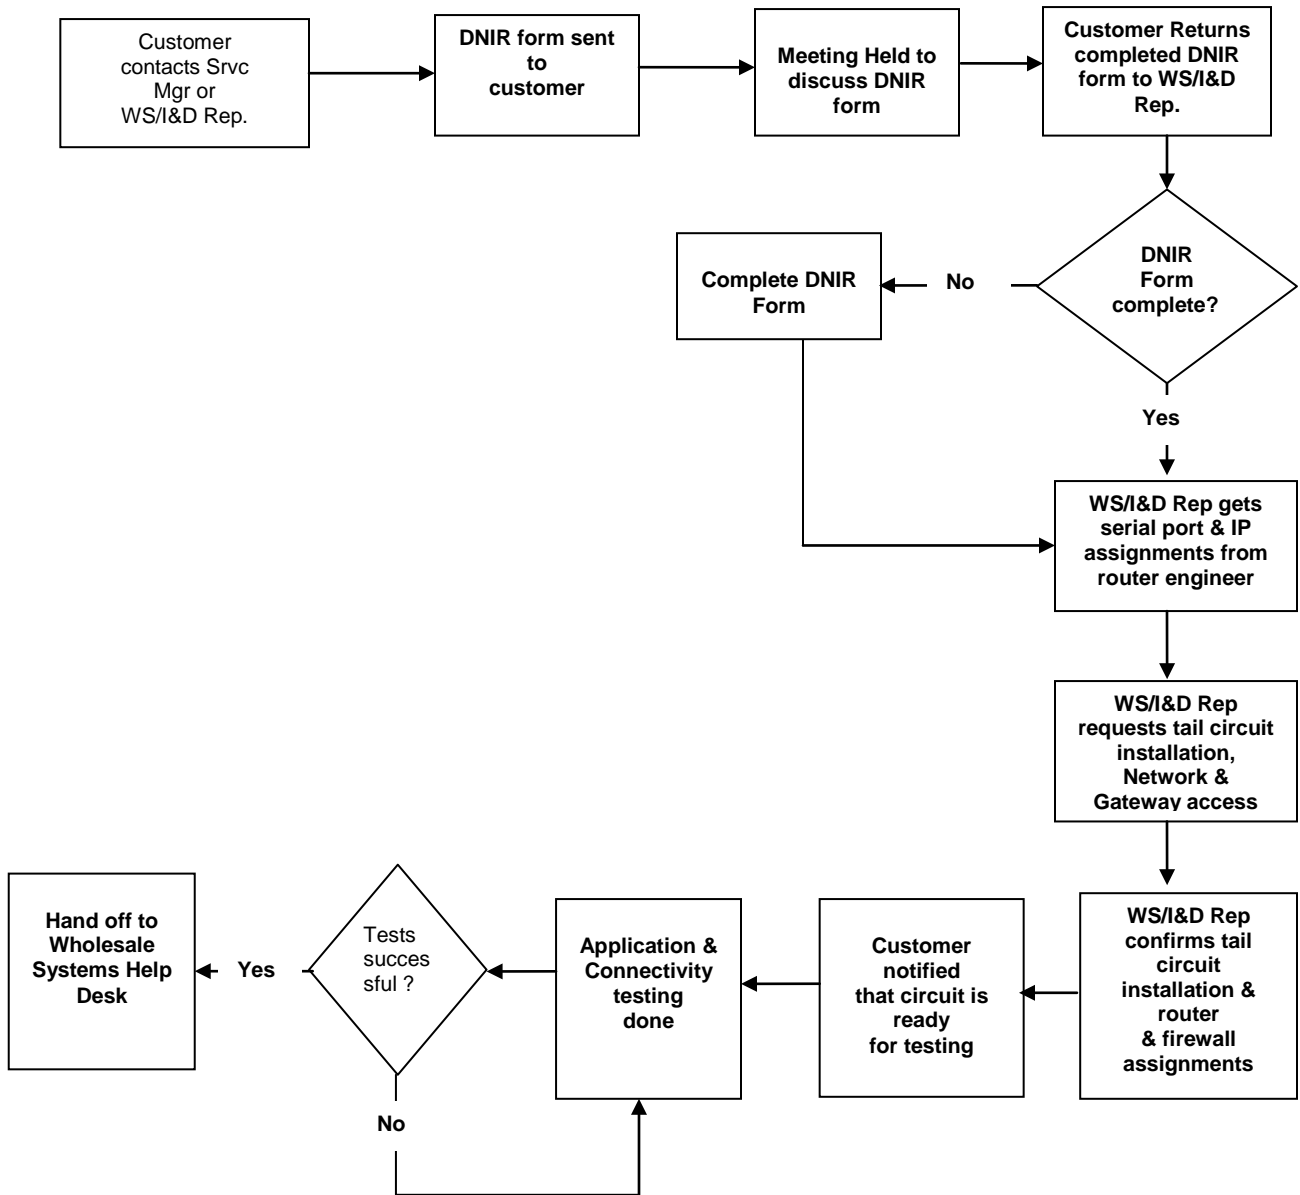 Customer
contacts Srvc
Mgr or
WS/I&D Rep.
DNIR form sent
to
customer
Meeting Held to
discuss DNIR
form
Customer Returns
completed DNIR
form to WS/I&D
Rep.
DNIR
Form
complete?
No
Complete DNIR
Form
Yes
WS/I&D Rep gets
serial port & IP
assignments from
router engineer
WS/I&D Rep
requests tail circuit
installation,
Network &
Gateway access
WS/I&D Rep
confirms tail
circuit
installation &
router
& firewall
assignments
Customer
notified
that circuit is
ready
for testing
Application &
Connectivity
testing
done
Tests
succes
sful ?
Yes
Hand off to
Wholesale
Systems Help
Desk
No